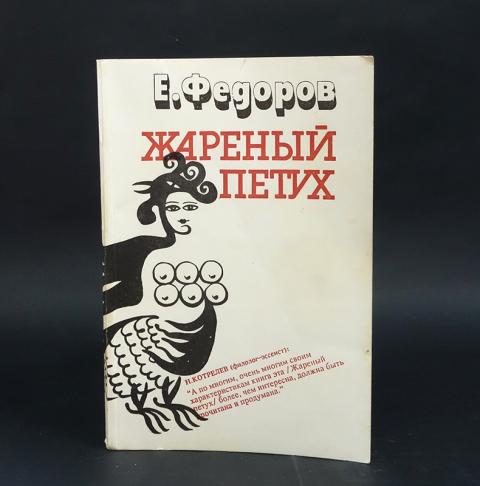 Е.Федоров
ЖАРЕНЫЙ
ПЕТУХ
Н.КОТРЕЛЕВ (филолог-эссеист):
"А по многим, очень многим своим
характеристикам книга эта /Жареный
петух/ более, чем интересна, должна быть
прочитана и продумана."